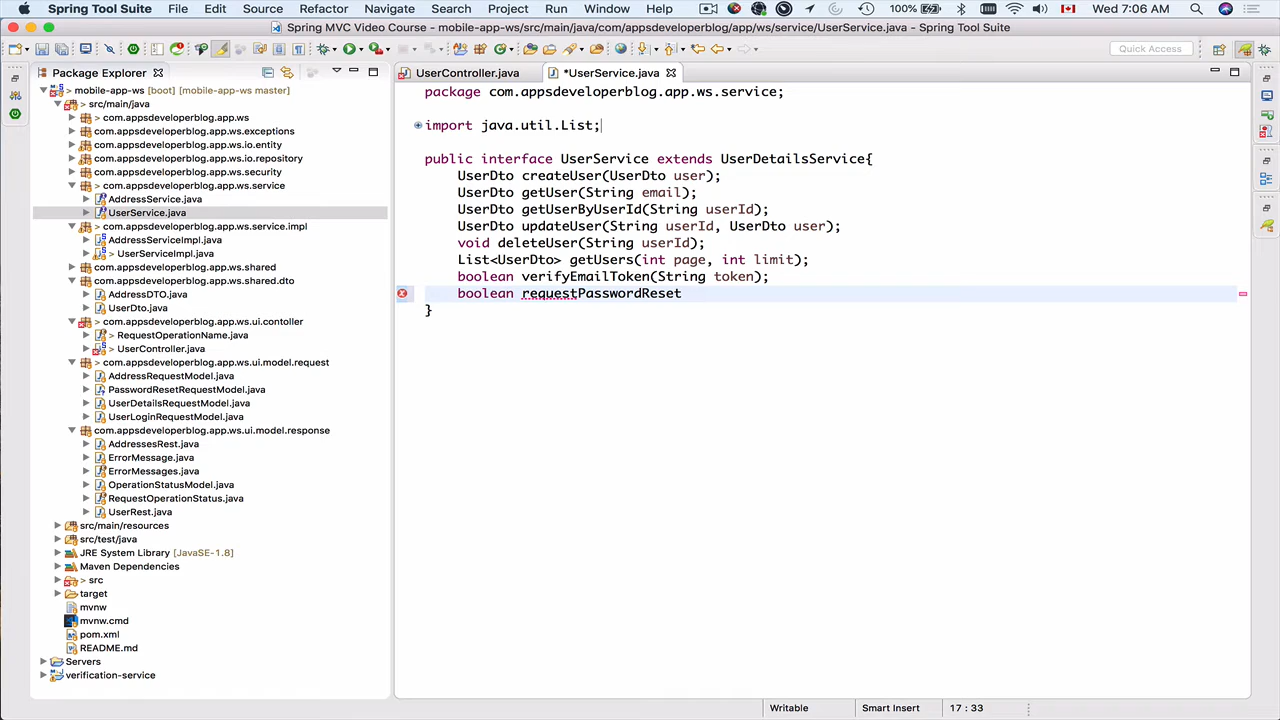 Spring Tool Suite File Edit Source Refactor Navigate Search Project Run Window Help 100% Wed 7:06 AM
Spring MVC Video Course - mobile-app-ws/src/main/java/com/appsdeveloperblog/app/ws/service/UserService.java - Spring Tool Suite
Quick Access
Package Explorer
UserController.java
*UserService.java
mobile-app-ws [boot] [mobile-app-ws master]
src/main/java
com.appsdeveloperblog.app.ws
com.appsdeveloperblog.app.ws.exceptions
com.appsdeveloperblog.app.ws.io.entity
com.appsdeveloperblog.app.ws.io.repository
com.appsdeveloperblog.app.ws.security
com.appsdeveloperblog.app.ws.service
AddressService.java
UserService.java
> com.appsdeveloperblog.app.ws.service.impl
AddressServiceImpl.java
> UserServiceImpl.java
com.appsdeveloperblog.app.ws.shared
com.appsdeveloperblog.app.ws.shared.dto
AddressDTO.java
UserDto.java
> com.appsdeveloperblog.app.ws.ui.contoller
> RequestOperationName.java
> UserController.java
> com.appsdeveloperblog.app.ws.ui.model.request
AddressRequestModel.java
PasswordResetRequestModel.java
UserDetailsRequestModel.java
UserLoginRequestModel.java
com.appsdeveloperblog.app.ws.ui.model.response
AddressesRest.java
ErrorMessage.java
ErrorMessages.java
OperationStatusModel.java
RequestOperationStatus.java
UserRest.java
src/main/resources
src/test/java
JRE System Library [JavaSE-1.8]
Maven Dependencies
> src
target
mvnw
mvnw.cmd
pom.xml
README.md
Servers
verification-service
package com.appsdeveloperblog.app.ws.service;
import java.util.List;
public interface UserService extends UserDetailsService{
UserDto createUser(UserDto user);
UserDto getUser(String email);
UserDto getUserByUserId(String userId);
UserDto updateUser(String userId, UserDto user);
void deleteUser(String userId);
List<UserDto> getUsers(int page, int limit);
boolean verifyEmailToken(String token);
boolean requestPasswordReset
}
Writable Smart Insert 17 : 33